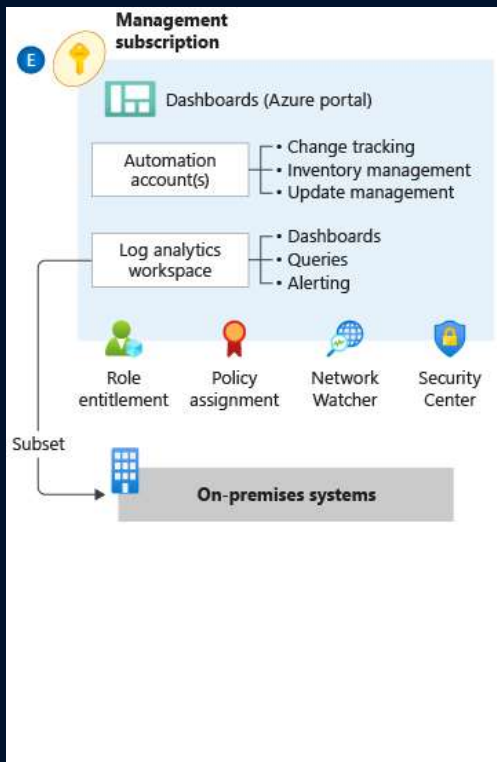 Management
subscription
E
Dashboards (Azure portal)
Automation
account(s)
• Change tracking
• Inventory management
• Update management
Log analytics
workspace
• Dashboards
• Queries
• Alerting
Role
entitlement
Policy
assignment
Network
Watcher
Security
Center
Subset
On-premises systems